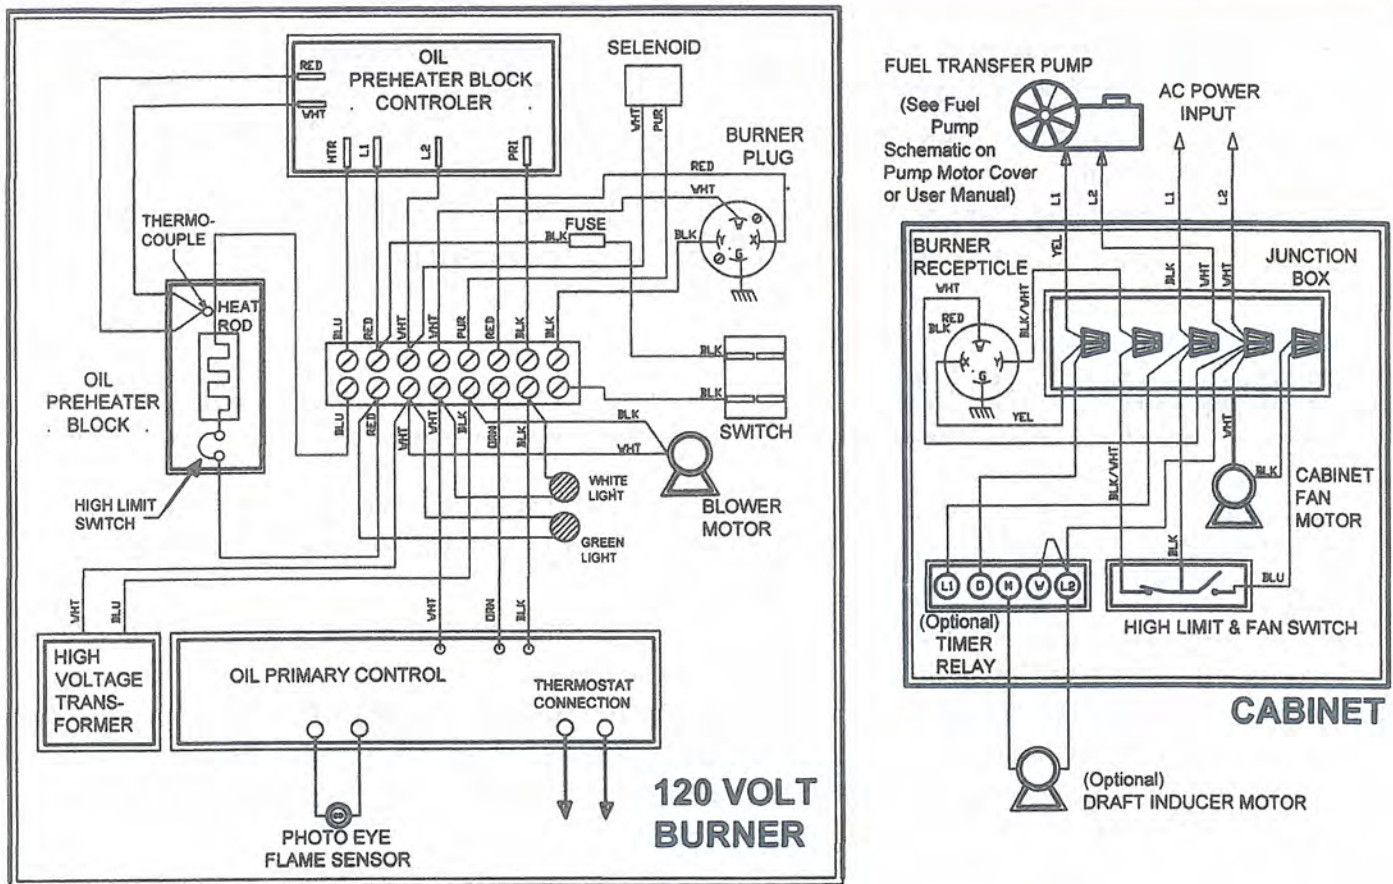 OIL
PREHEATER BLOCK
CONTROLER
RED
WHT
HTR
L1
L2
PRI
SELENOID
WHT
PUR
BURNER
PLUG
RED
WHT
FUSE
BLK
BLK
Y
W
X
G
THERMO-
COUPLE
HEAT
ROD
OIL
PREHEATER
BLOCK
HIGH LIMIT
SWITCH
BLU
RED
WHT
WHT
PUR
RED
BLK
BLK
BLU
RED
WHT
WHT
BLK
ORN
BLK
BLK
BLK
SWITCH
BLK
WHT
WHITE
LIGHT
GREEN
LIGHT
BLOWER
MOTOR
WHT
BLU
WHT
ORN
BLK
HIGH
VOLTAGE
TRANS-
FORMER
OIL PRIMARY CONTROL
THERMOSTAT
CONNECTION
PHOTO EYE
FLAME SENSOR
120 VOLT
BURNER
FUEL TRANSFER PUMP
(See Fuel
Pump
Schematic on
Pump Motor Cover
or User Manual)
AC POWER
INPUT
L1
L2
L1
L2
BURNER
RECEPTICLE
YEL
BLK
WHT
WHT
JUNCTION
BOX
WHT
RED
BLK
BLK/WHT
W
X
Y
G
YEL
BLK/WHT
WHT
BLK
CABINET
FAN
MOTOR
BLK
BLU
L1
O
M
W
L2
(Optional)
TIMER
RELAY
HIGH LIMIT & FAN SWITCH
CABINET
(Optional)
DRAFT INDUCER MOTOR